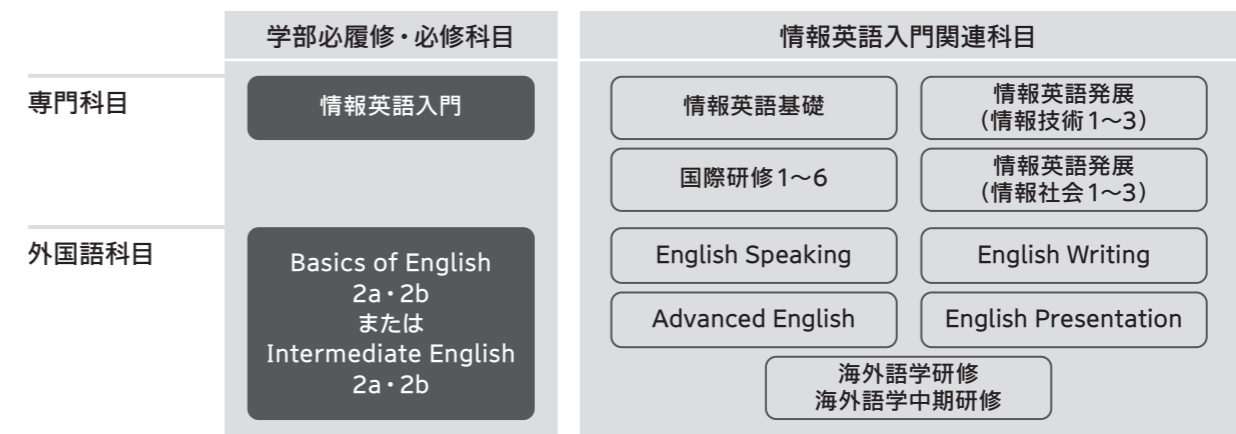 学部必履修・必修科目
情報英語入門関連科目
専門科目
情報英語入門
情報英語基礎
情報英語発展
（情報技術1〜3）
国際研修1〜6
情報英語発展
（情報社会1〜3）
外国語科目
Basics of English
2a・2b
または
Intermediate English
2a・2b
English Speaking
English Writing
Advanced English
English Presentation
海外語学研修
海外語学中期研修